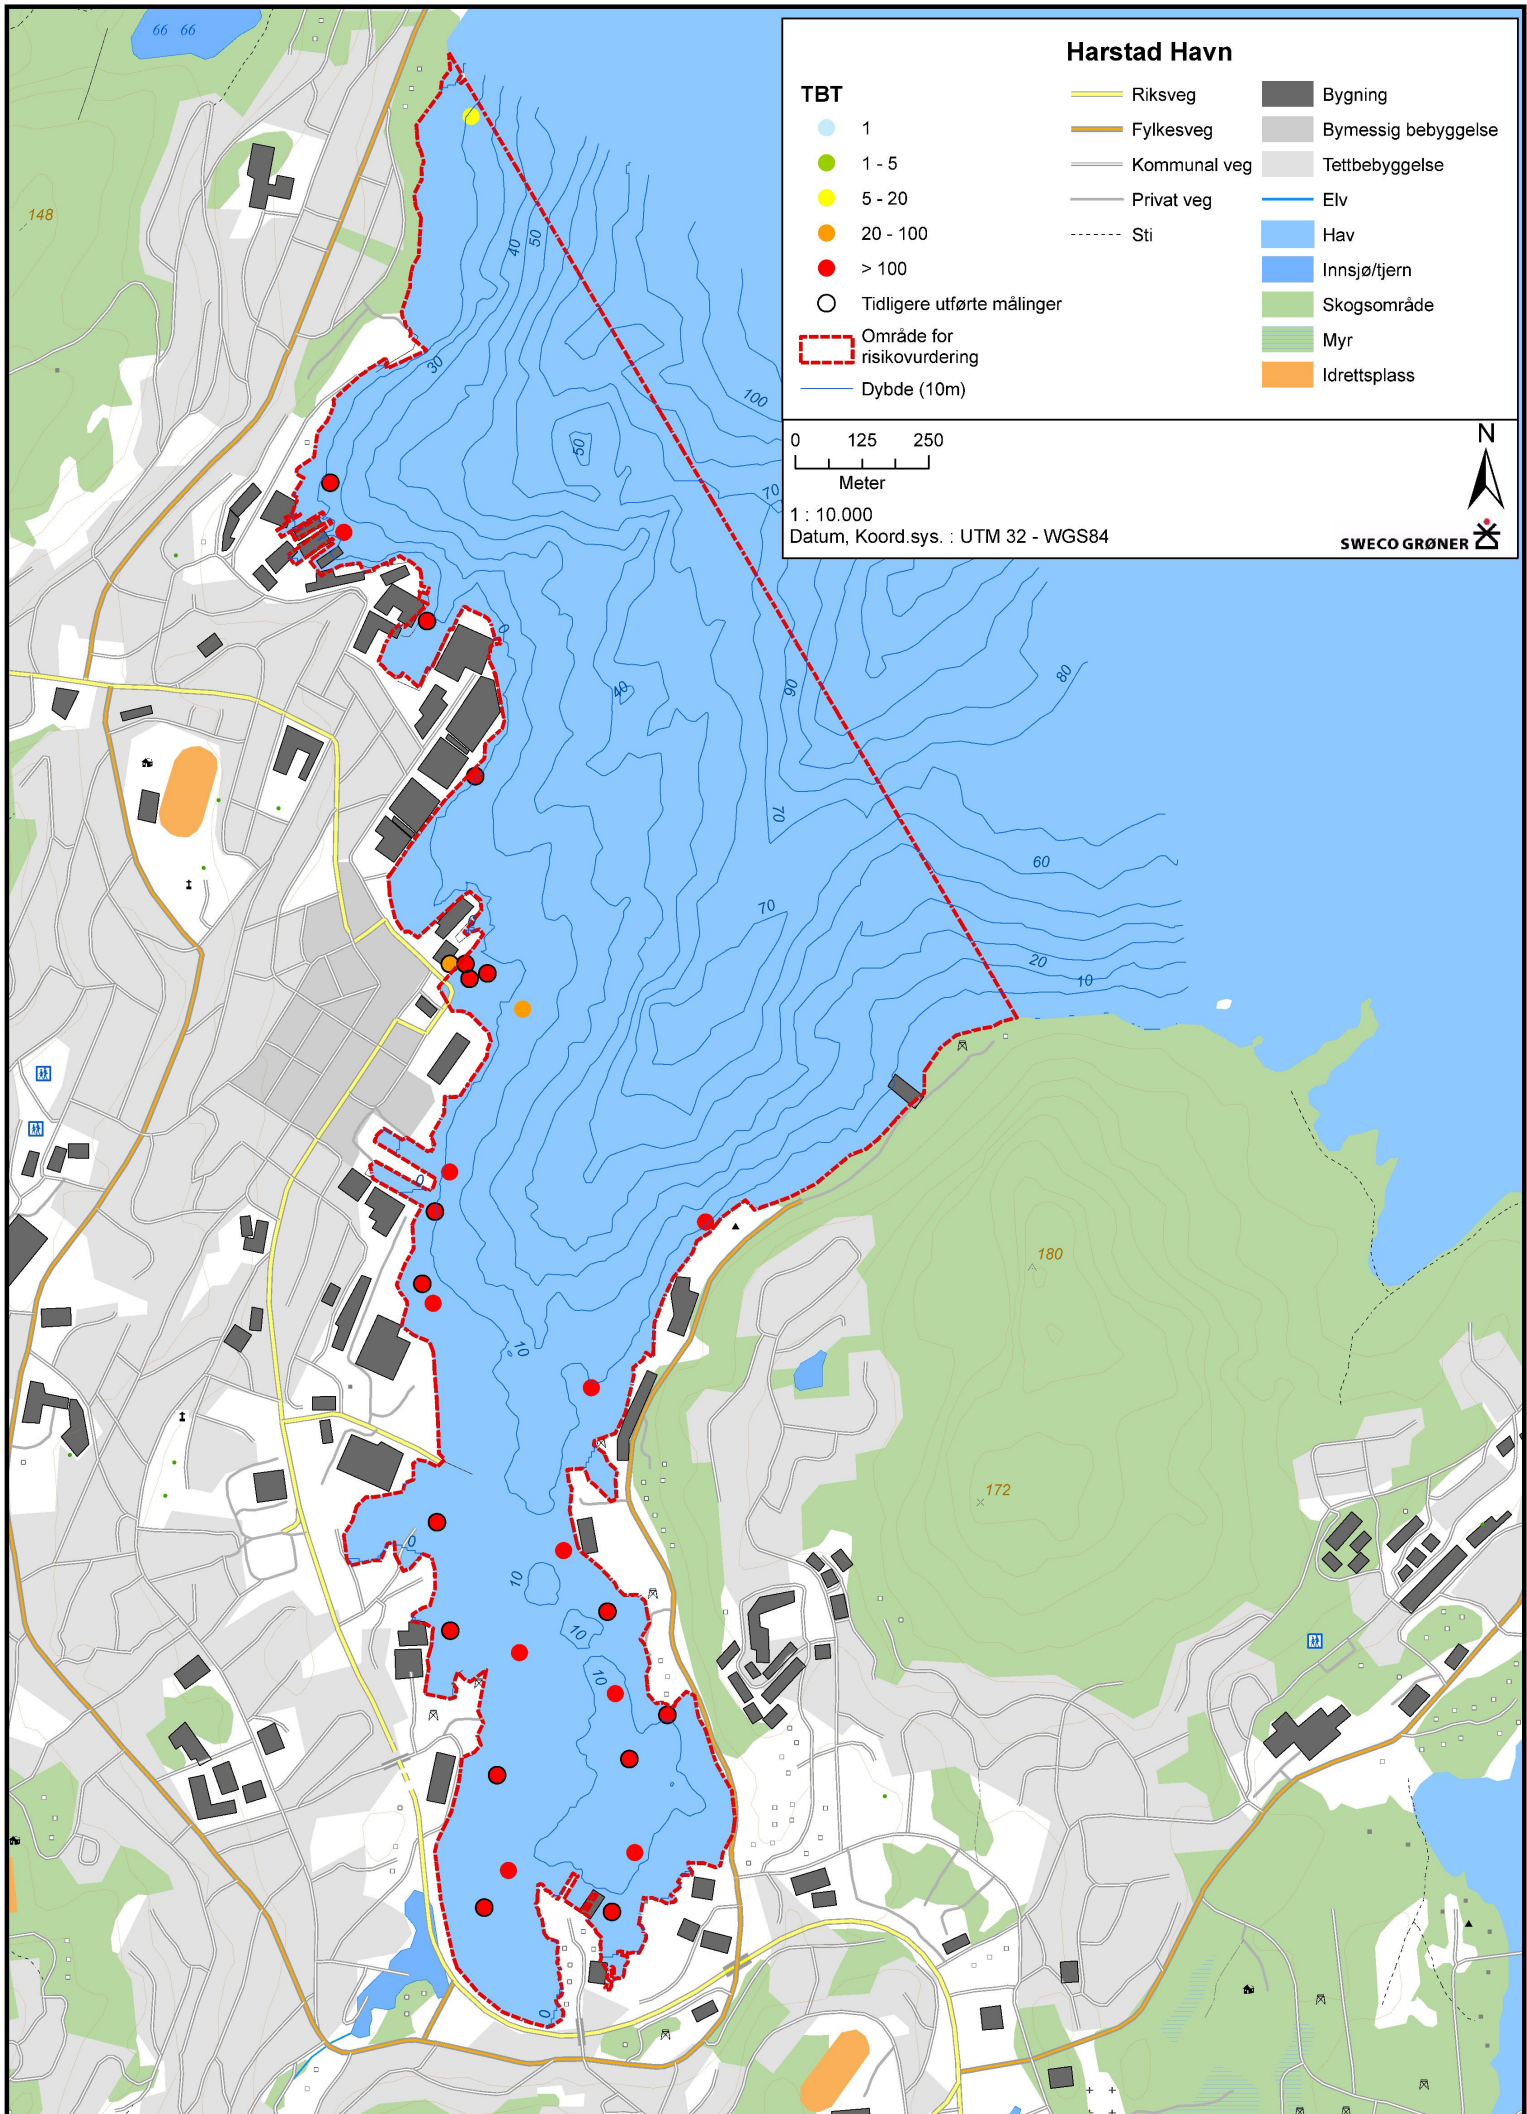 Harstad Havn
TBT
1
1 - 5
5 - 20
20 - 100
> 100
Tidligere utførte målinger
Område for
risikovurdering
Dybde (10m)
Riksveg
Fylkesveg
Kommunal veg
Privat veg
Sti
Bygning
Bymessig bebyggelse
Tettbebyggelse
Elv
Hav
Innsjø/tjern
Skogsområde
Myr
Idrettsplass
0 125 250
Meter
1 : 10.000
Datum, Koord.sys. : UTM 32 - WGS84
N
SWECO GRØNER
66 66
148
40
50
30
100
50
70
0
40
90
80
70
60
70
20
10
0
180
10
172
0
10
10
10
0